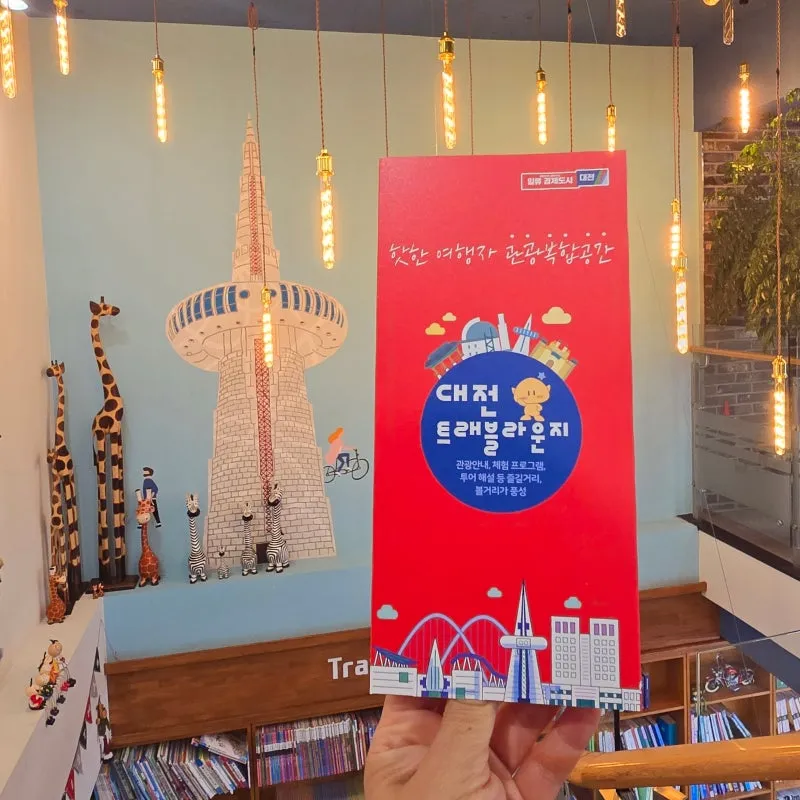 일류 경제도시 대전
핫한 여행자 관광복합공간
대전
트래블라운지
관광안내, 체험 프로그램,
투어 해설 등 즐길거리,
볼거리가 풍성
Tra